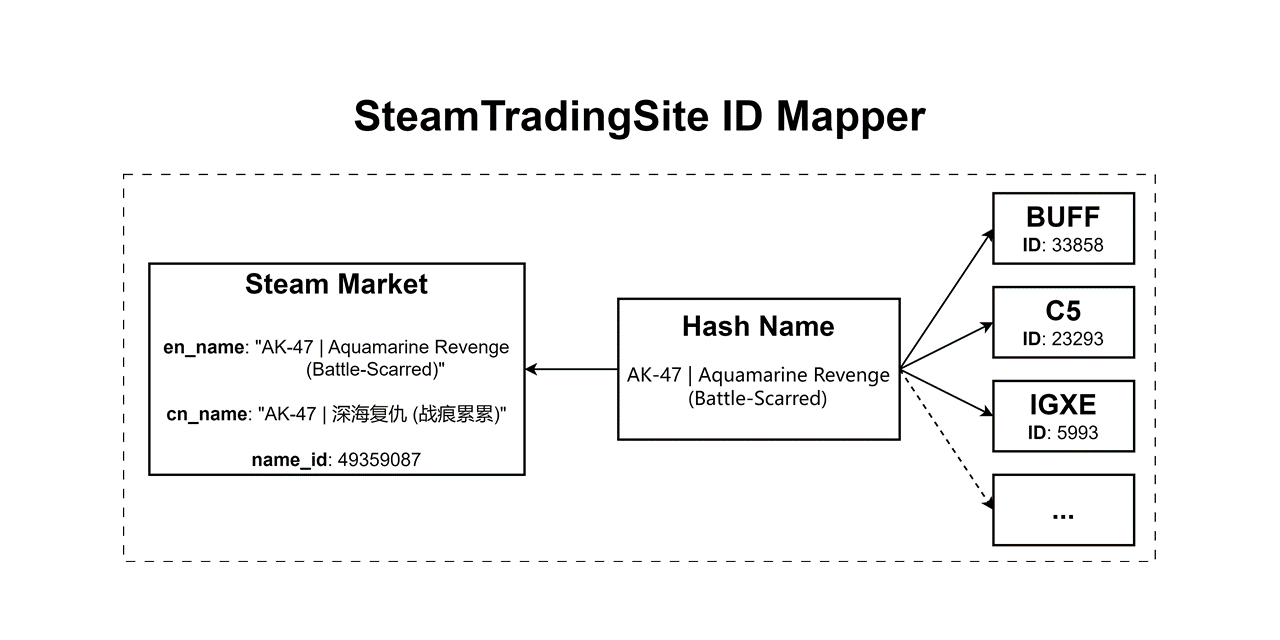 SteamTradingSite ID Mapper
Steam Market
en_name: "AK-47 | Aquamarine Revenge
(Battle-Scarred)"
cn_name: "AK-47 | 深海复仇 (战痕累累)"
name_id: 49359087
Hash Name
AK-47 | Aquamarine Revenge
(Battle-Scarred)
BUFF
ID: 33858
C5
ID: 23293
IGXE
ID: 5993
...